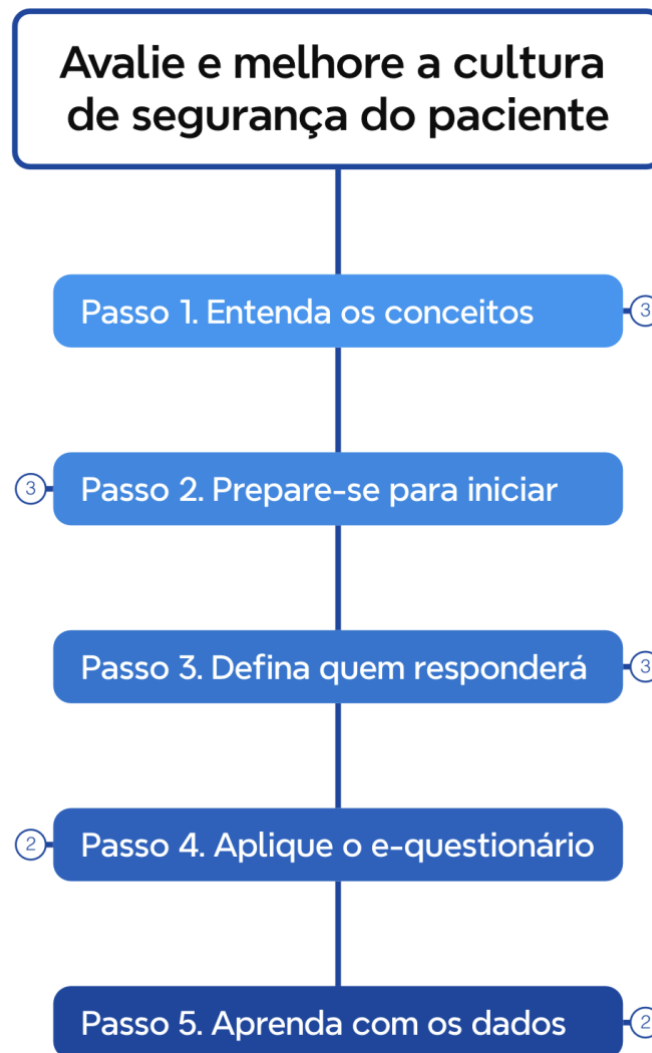 Avalie e melhore a cultura
de segurança do paciente
Passo 1. Entenda os conceitos
3
3
Passo 2. Prepare-se para iniciar
Passo 3. Defina quem responderá
3
2
Passo 4. Aplique o e-questionário
Passo 5. Aprenda com os dados
2